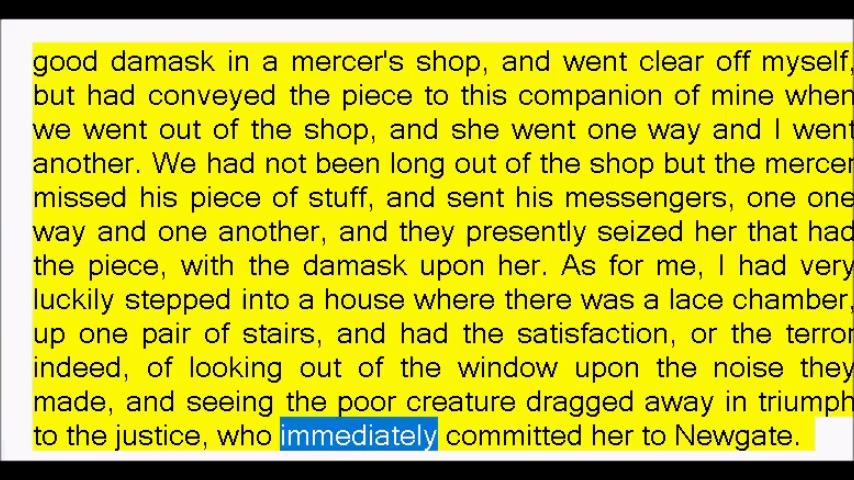 good damask in a mercer's shop, and went clear off myself,
but had conveyed the piece to this companion of mine when
we went out of the shop, and she went one way and I went
another. We had not been long out of the shop but the mercer
missed his piece of stuff, and sent his messengers, one one
way and one another, and they presently seized her that had
the piece, with the damask upon her. As for me, I had very
luckily stepped into a house where there was a lace chamber,
up one pair of stairs, and had the satisfaction, or the terror
indeed, of looking out of the window upon the noise they
made, and seeing the poor creature dragged away in triumph
to the justice, who immediately committed her to Newgate.